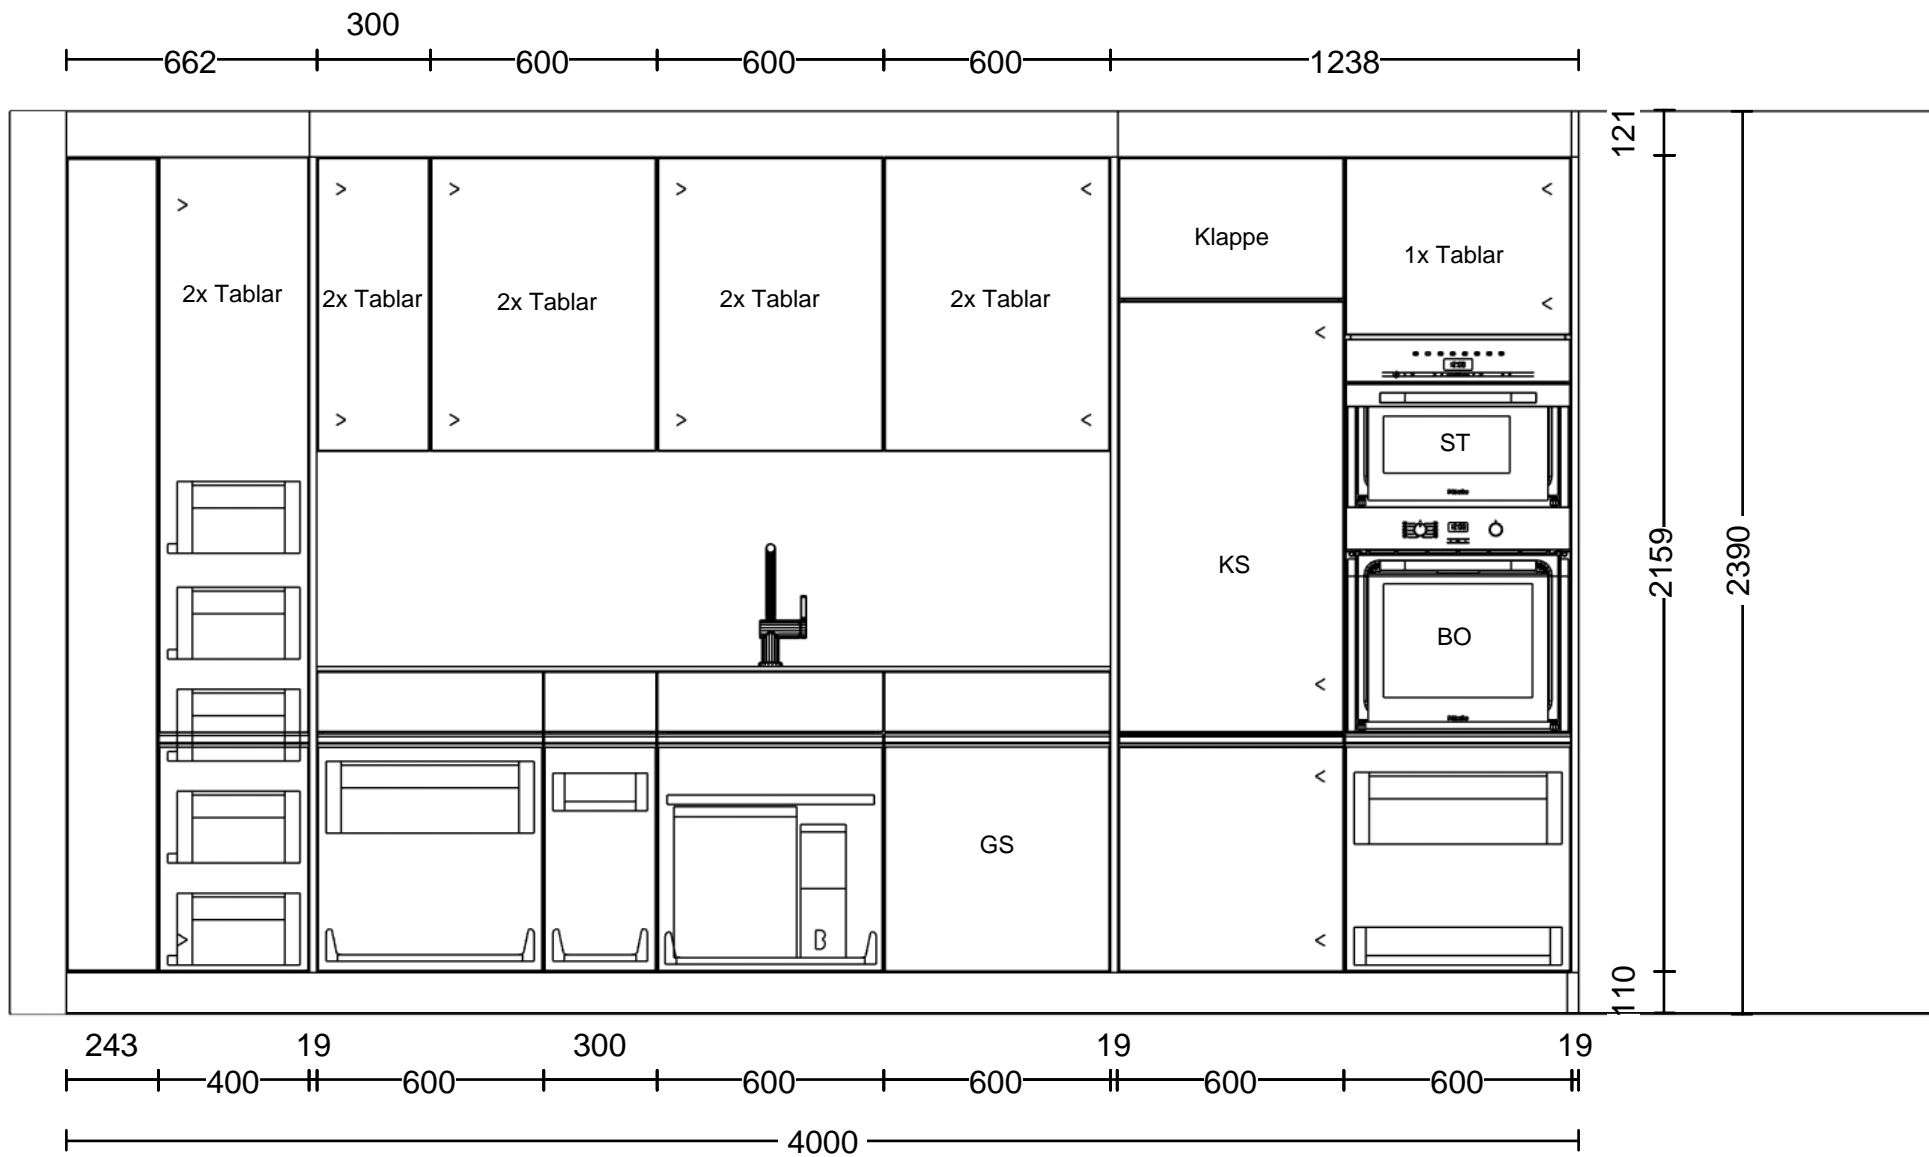 300
662 600 600 600 1238
121
Klappe
1x Tablar
2x Tablar 2x Tablar 2x Tablar 2x Tablar 2x Tablar
ST
2159
2390
KS
BO
GS
B
110
243 19 300 19 19
400 600 600 600 600 600
4000